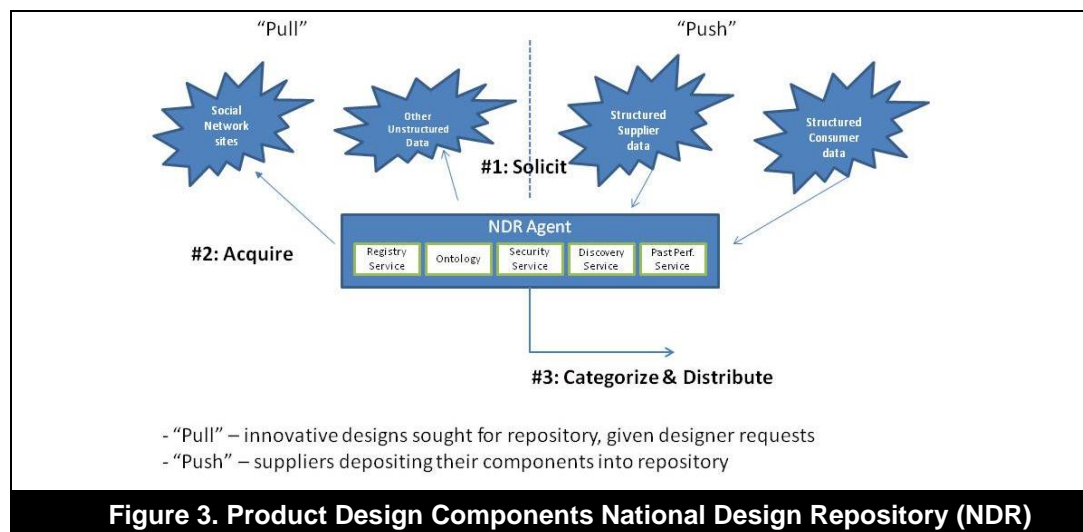 “Pull”
“Push”
Social
Network
sites
Other
Unstructured
Data
Structured
Supplier
data
Structured
Consumer
data
#1: Solicit
NDR Agent
#2: Acquire
Registry
Service
Ontology
Security
Service
Discovery
Service
Past Perf.
Service
#3: Categorize & Distribute
- “Pull” – innovative designs sought for repository, given designer requests
- “Push” – suppliers depositing their components into repository
Figure 3. Product Design Components National Design Repository (NDR)